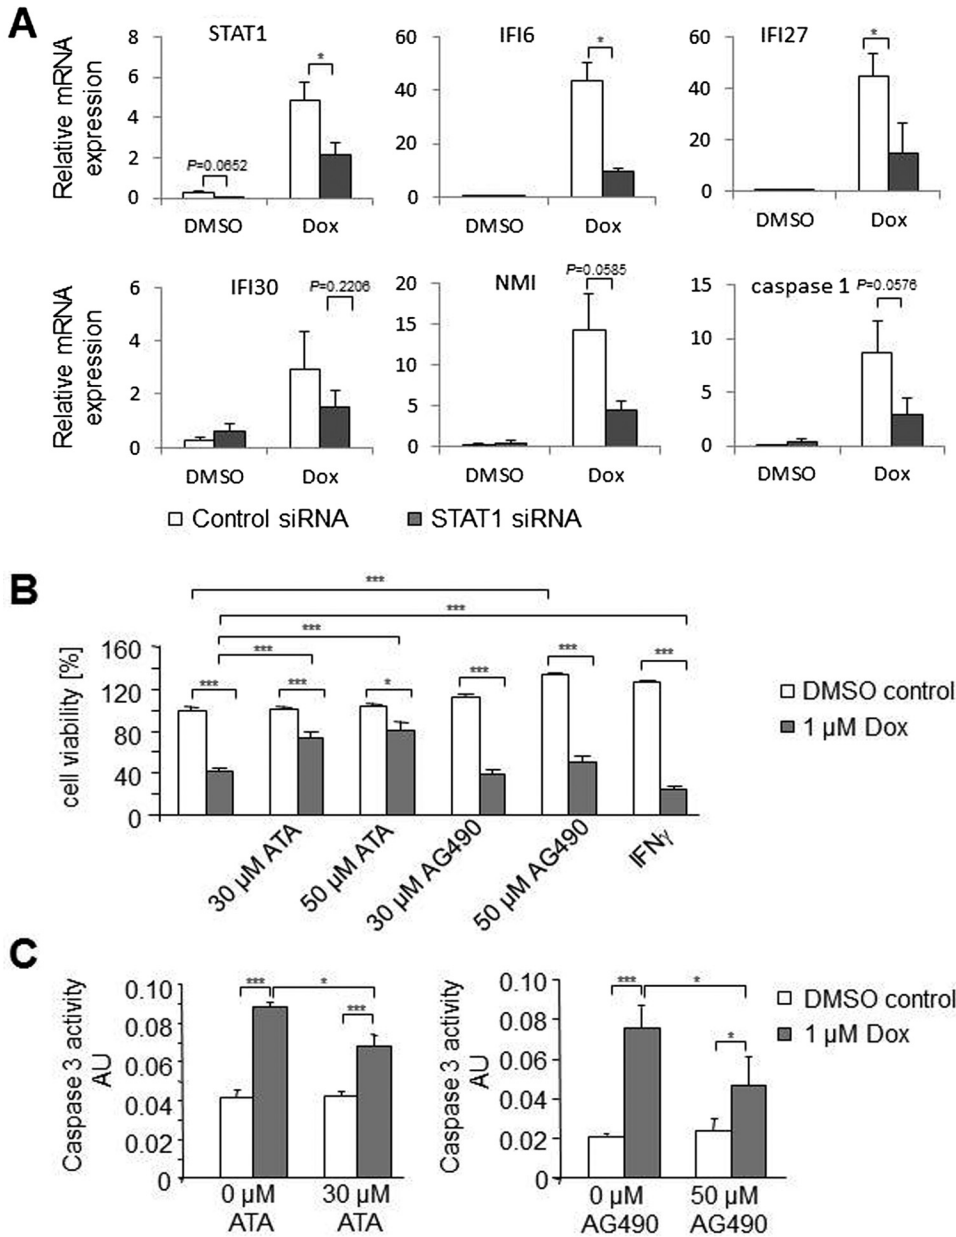 A
STAT1
IFI6
IFI27
Relative mRNA
expression
8
6
4
2
0
P=0.0652
*
DMSO
Dox
60
40
20
0
*
DMSO
Dox
60
40
20
0
*
DMSO
Dox
IFI30
NMI
caspase 1
Relative mRNA
expression
6
4
2
0
P=0.2206
DMSO
Dox
20
15
10
5
0
P=0.0585
DMSO
Dox
15
10
5
0
P=0.0576
DMSO
Dox
Control siRNA
STAT1 siRNA
B
cell viability [%]
160
120
80
40
0
***
***
***
***
***
***
*
***
***
***
30 µM ATA
50 µM ATA
30 µM AG490
50 µM AG490
IFNγ
DMSO control
1 µM Dox
C
Caspase 3 activity
AU
0.10
0.08
0.06
0.04
0.02
0
***
*
***
0 µM
ATA
30 µM
ATA
Caspase 3 activity
AU
0.10
0.08
0.06
0.04
0.02
0
***
*
*
0 µM
AG490
50 µM
AG490
DMSO control
1 µM Dox